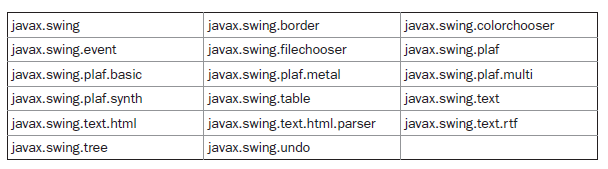 javax.swing javax.swing.border javax.swing.colorchooser
javax.swing.event javax.swing.filechooser javax.swing.plaf
javax.swing.plaf.basic javax.swing.plaf.metal javax.swing.plaf.multi
javax.swing.plaf.synth javax.swing.table javax.swing.text
javax.swing.text.html javax.swing.text.html.parser javax.swing.text.rtf
javax.swing.tree javax.swing.undo